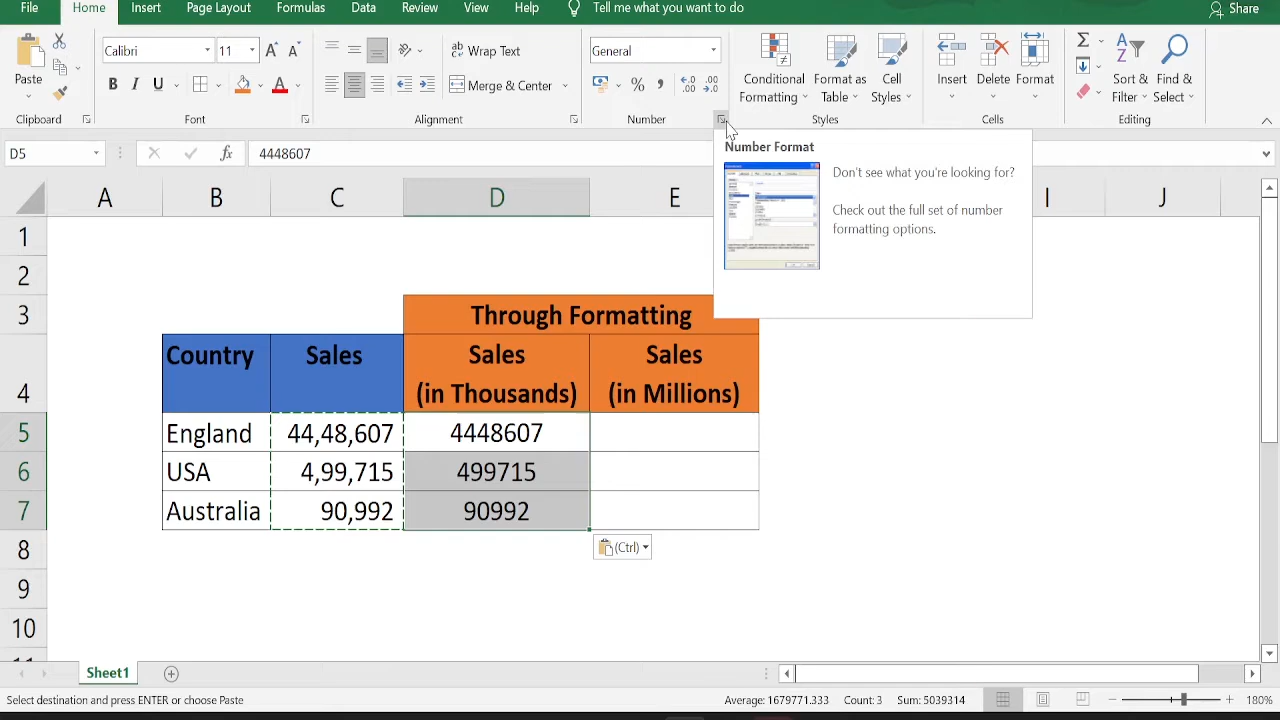 File Home Insert Page Layout Formulas Data Review View Help Tell me what you want to do Share
Paste
Clipboard
Calibri 11
B I U
Font
Wrap Text
Merge & Center
Alignment
General
%
Number
Conditional Formatting
Format as Table
Cell Styles
Styles
Insert Delete Format
Cells
Sort & Filter
Find & Select
Editing
D5 fx 4448607
Number Format
Don't see what you're looking for?
Check out the full set of number
formatting options.
A B C D E I J
1
2
3 Through Formatting
4 Country Sales Sales (in Thousands) Sales (in Millions)
5 England 44,48,607 4448607
6 USA 4,99,715 499715
7 Australia 90,992 90992
8 (Ctrl)
9
10
Sheet1
Select destination and press ENTER or choose Paste Average: 1679771.333 Count: 3 Sum: 5039314 180%